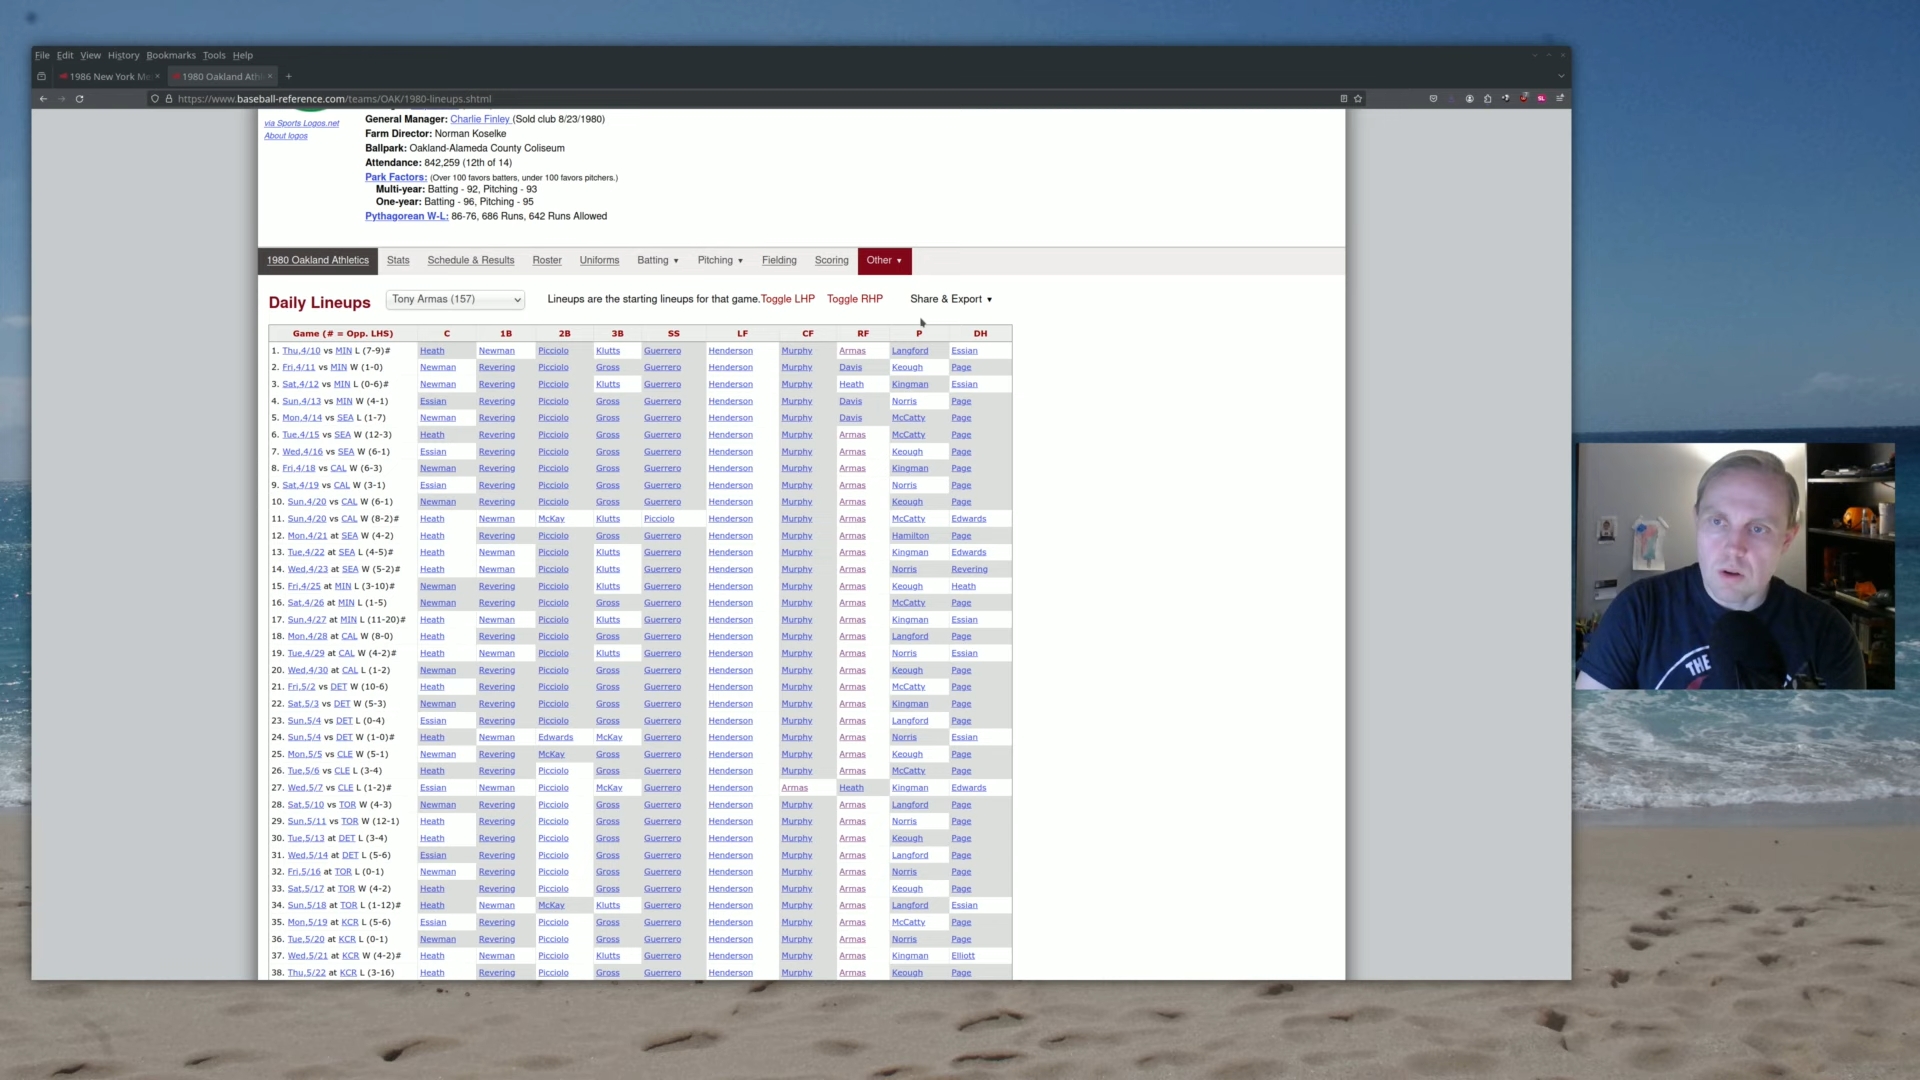 File Edit View History Bookmarks Tools Help
1986 New York Me × 1980 Oakland Athl × +
https://www.baseball-reference.com/teams/OAK/1980-lineups.shtml
via Sports Logos.net
About logos
General Manager: Charlie Finley (Sold club 8/23/1980)
Farm Director: Norman Koselke
Ballpark: Oakland-Alameda County Coliseum
Attendance: 842,259 (12th of 14)
Park Factors: (Over 100 favors batters, under 100 favors pitchers.)
Multi-year: Batting - 92, Pitching - 93
One-year: Batting - 96, Pitching - 95
Pythagorean W-L: 86-76, 686 Runs, 642 Runs Allowed
1980 Oakland Athletics Stats Schedule & Results Roster Uniforms Batting ▼ Pitching ▼ Fielding Scoring Other ▼
Daily Lineups Tony Armas (157) Lineups are the starting lineups for that game.Toggle LHP Toggle RHP Share & Export ▼
Game (# = Opp. LHS) C 1B 2B 3B SS LF CF RF P DH
1. Thu,4/10 vs MIN L (7-9)# Heath Newman Picciolo Klutts Guerrero Henderson Murphy Armas Langford Essian
2. Fri,4/11 vs MIN W (1-0) Newman Revering Picciolo Gross Guerrero Henderson Murphy Davis Keough Page
3. Sat,4/12 vs MIN L (0-6)# Newman Revering Picciolo Klutts Guerrero Henderson Murphy Heath Kingman Essian
4. Sun,4/13 vs MIN W (4-1) Essian Revering Picciolo Gross Guerrero Henderson Murphy Davis Norris Page
5. Mon,4/14 vs SEA L (1-7) Newman Revering Picciolo Gross Guerrero Henderson Murphy Davis McCatty Page
6. Tue,4/15 vs SEA W (12-3) Heath Revering Picciolo Gross Guerrero Henderson Murphy Armas McCatty Page
7. Wed,4/16 vs SEA W (6-1) Essian Revering Picciolo Gross Guerrero Henderson Murphy Armas Keough Page
8. Fri,4/18 vs CAL W (6-3) Newman Revering Picciolo Gross Guerrero Henderson Murphy Armas Kingman Page
9. Sat,4/19 vs CAL W (3-1) Essian Revering Picciolo Gross Guerrero Henderson Murphy Armas Norris Page
10. Sun,4/20 vs CAL W (6-1) Newman Revering Picciolo Gross Guerrero Henderson Murphy Armas Keough Page
11. Sun,4/20 vs CAL W (8-2)# Heath Newman McKay Klutts Picciolo Henderson Murphy Armas McCatty Edwards
12. Mon,4/21 at SEA W (4-2) Heath Revering Picciolo Gross Guerrero Henderson Murphy Armas Hamilton Page
13. Tue,4/22 at SEA L (4-5)# Heath Newman Picciolo Klutts Guerrero Henderson Murphy Armas Kingman Edwards
14. Wed,4/23 at SEA W (5-2)# Heath Newman Picciolo Klutts Guerrero Henderson Murphy Armas Norris Revering
15. Fri,4/25 at MIN L (3-10)# Newman Revering Picciolo Klutts Guerrero Henderson Murphy Armas Keough Heath
16. Sat,4/26 at MIN L (1-5) Newman Revering Picciolo Gross Guerrero Henderson Murphy Armas McCatty Page
17. Sun,4/27 at MIN L (11-20)# Heath Newman Picciolo Klutts Guerrero Henderson Murphy Armas Kingman Essian
18. Mon,4/28 at CAL W (8-0) Heath Revering Picciolo Gross Guerrero Henderson Murphy Armas Langford Page
19. Tue,4/29 at CAL W (4-2)# Heath Newman Picciolo Klutts Guerrero Henderson Murphy Armas Norris Essian
20. Wed,4/30 at CAL L (1-2) Newman Revering Picciolo Gross Guerrero Henderson Murphy Armas Keough Page
21. Fri,5/2 vs DET W (10-6) Heath Revering Picciolo Gross Guerrero Henderson Murphy Armas McCatty Page
22. Sat,5/3 vs DET W (5-3) Newman Revering Picciolo Gross Guerrero Henderson Murphy Armas Kingman Page
23. Sun,5/4 vs DET L (0-4) Essian Revering Picciolo Gross Guerrero Henderson Murphy Armas Langford Page
24. Sun,5/4 vs DET W (1-0)# Heath Newman Edwards McKay Guerrero Henderson Murphy Armas Norris Essian
25. Mon,5/5 vs CLE W (5-1) Newman Revering McKay Gross Guerrero Henderson Murphy Armas Keough Page
26. Tue,5/6 vs CLE L (3-4) Heath Revering Picciolo Gross Guerrero Henderson Murphy Armas McCatty Page
27. Wed,5/7 vs CLE L (1-2)# Essian Newman Picciolo McKay Guerrero Henderson Armas Heath Kingman Edwards
28. Sat,5/10 vs TOR W (4-3) Newman Revering Picciolo Gross Guerrero Henderson Murphy Armas Langford Page
29. Sun,5/11 vs TOR W (12-1) Heath Revering Picciolo Gross Guerrero Henderson Murphy Armas Norris Page
30. Tue,5/13 at DET L (3-4) Heath Revering Picciolo Gross Guerrero Henderson Murphy Armas Keough Page
31. Wed,5/14 at DET L (5-6) Essian Revering Picciolo Gross Guerrero Henderson Murphy Armas Langford Page
32. Fri,5/16 at TOR L (0-1) Newman Revering Picciolo Gross Guerrero Henderson Murphy Armas Norris Page
33. Sat,5/17 at TOR W (4-2) Heath Revering Picciolo Gross Guerrero Henderson Murphy Armas Keough Page
34. Sun,5/18 at TOR L (1-12)# Heath Newman McKay Klutts Guerrero Henderson Murphy Armas Langford Essian
35. Mon,5/19 at KCR L (5-6) Essian Revering Picciolo Gross Guerrero Henderson Murphy Armas McCatty Page
36. Tue,5/20 at KCR L (0-1) Newman Revering Picciolo Gross Guerrero Henderson Murphy Armas Norris Page
37. Wed,5/21 at KCR W (4-2)# Heath Newman Picciolo Klutts Guerrero Henderson Murphy Armas Kingman Elliott
38. Thu,5/22 at KCR L (3-16) Heath Revering Picciolo Gross Guerrero Henderson Murphy Armas Keough Page
THE